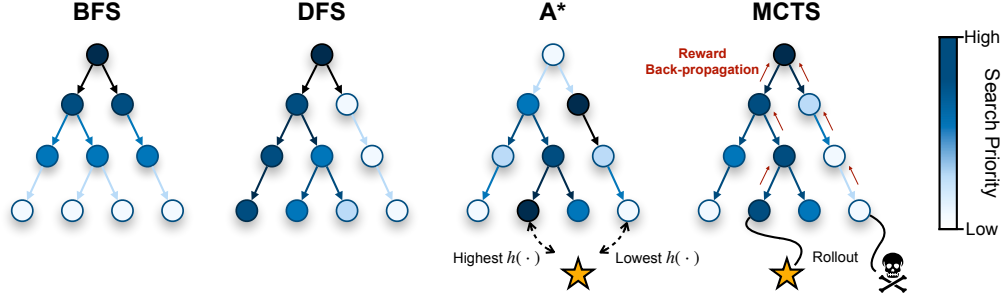 BFS
DFS
A*
MCTS
Reward
Back-propagation
High
Search Priority
Low
Highest h(·)
Lowest h(·)
Rollout